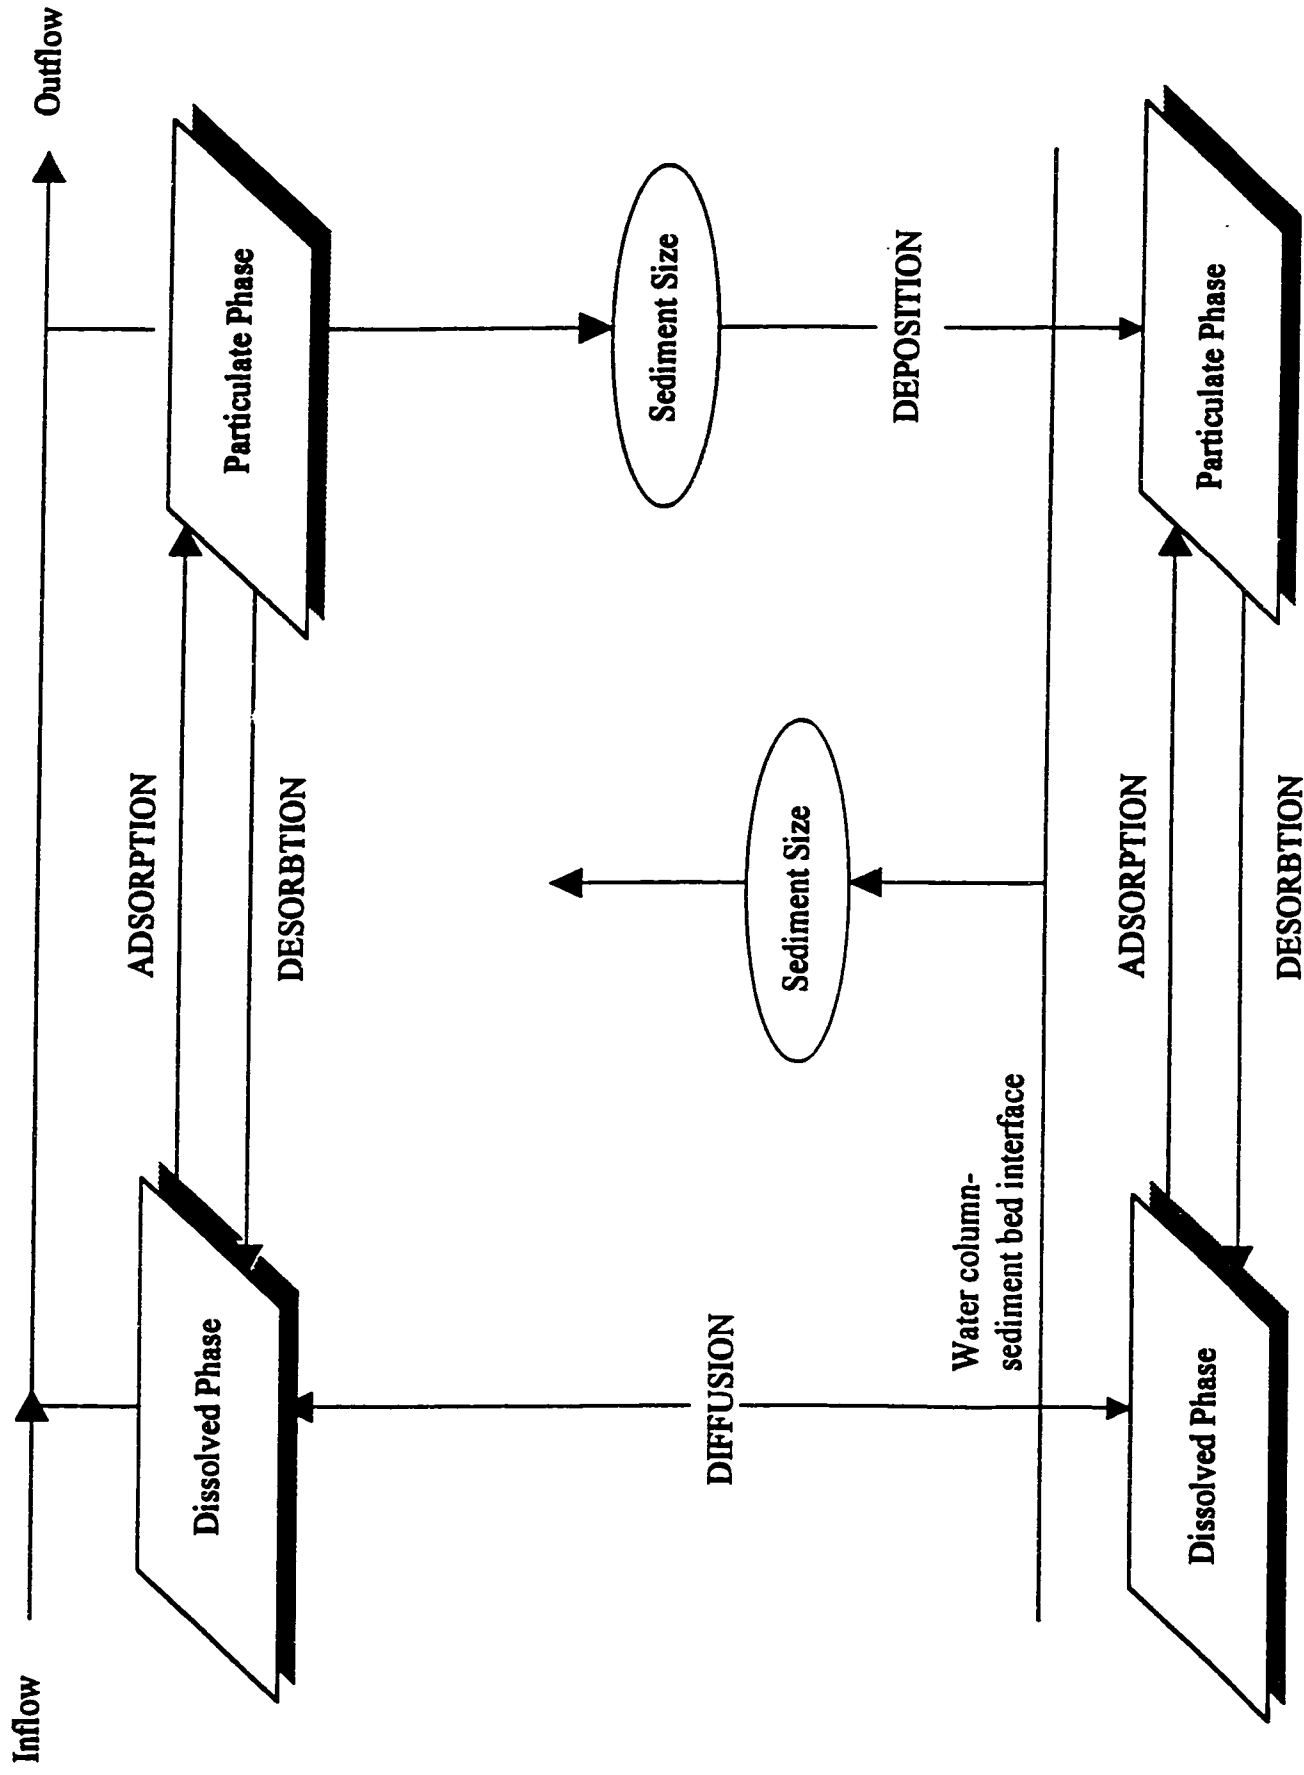 Inflow
Outflow
Dissolved Phase
ADSORPTION
DESORBTION
Particulate Phase
DIFFUSION
Sediment Size
Sediment Size
DEPOSITION
Water column-
sediment bed interface
Dissolved Phase
ADSORPTION
DESORBTION
Particulate Phase